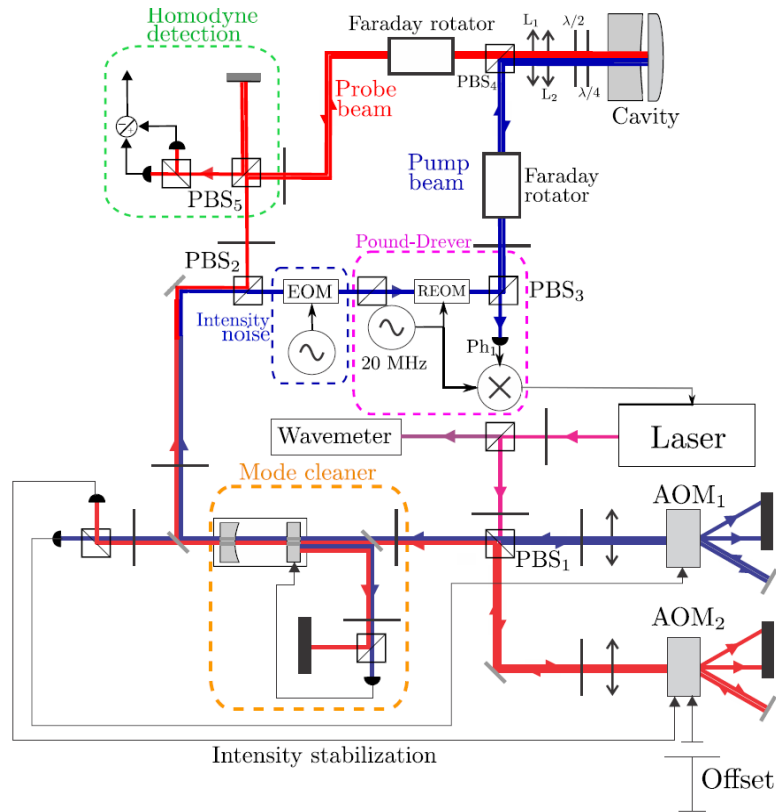 Homodyne
detection
Faraday
rotator
L₁
λ/2
PBS₄
L₂
λ/4
Cavity
Probe
beam
−
+
PBS₅
Pump
beam
Faraday
rotator
Pound-Drever
PBS₂
EOM
REOM
PBS₃
Intensity
noise
20 MHz
Ph₁
Wavemeter
Laser
Mode cleaner
AOM₁
PBS₁
AOM₂
Intensity stabilization
Offset